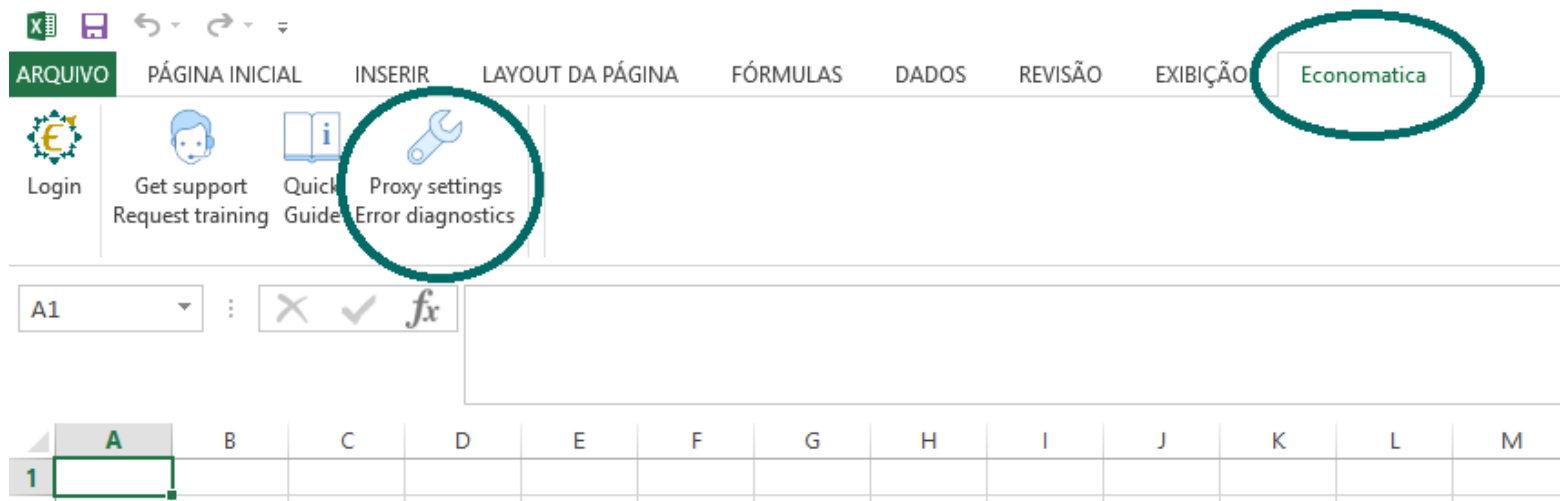 ARQUIVO PÁGINA INICIAL INSERIR LAYOUT DA PÁGINA FÓRMULAS DADOS REVISÃO EXIBIÇÃO Economatica
Login Get support Quick Proxy settings
Request training Guide Error diagnostics
A1 fx
A B C D E F G H I J K L M
1